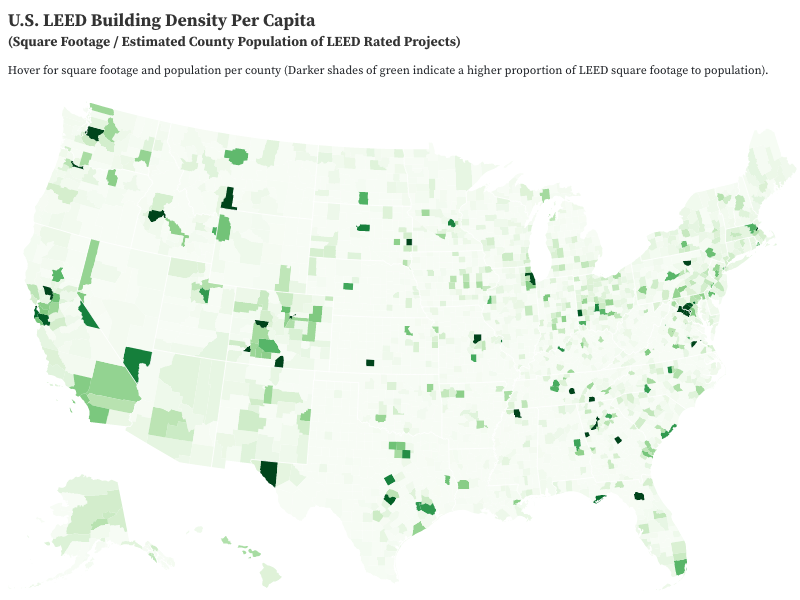 U.S. LEED Building Density Per Capita
(Square Footage / Estimated County Population of LEED Rated Projects)
Hover for square footage and population per county (Darker shades of green indicate a higher proportion of LEED square footage to population).